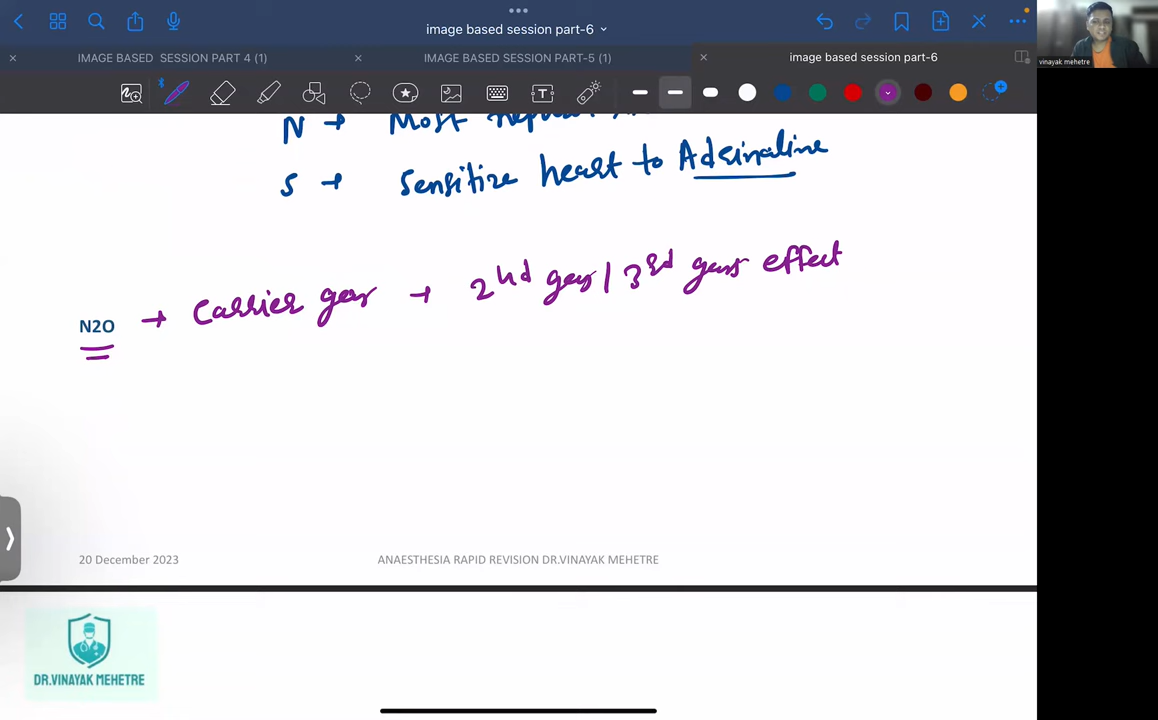 image based session part-6
IMAGE BASED SESSION PART 4 (1)
IMAGE BASED SESSION PART-5 (1)
image based session part-6
vinayak mehetre
N → Most
S → Sensitize heart to Adrinaline
N2O → Carrier gas → 2nd gas / 3rd gas effect
20 December 2023
ANAESTHESIA RAPID REVISION DR.VINAYAK MEHETRE
DR.VINAYAK MEHETRE